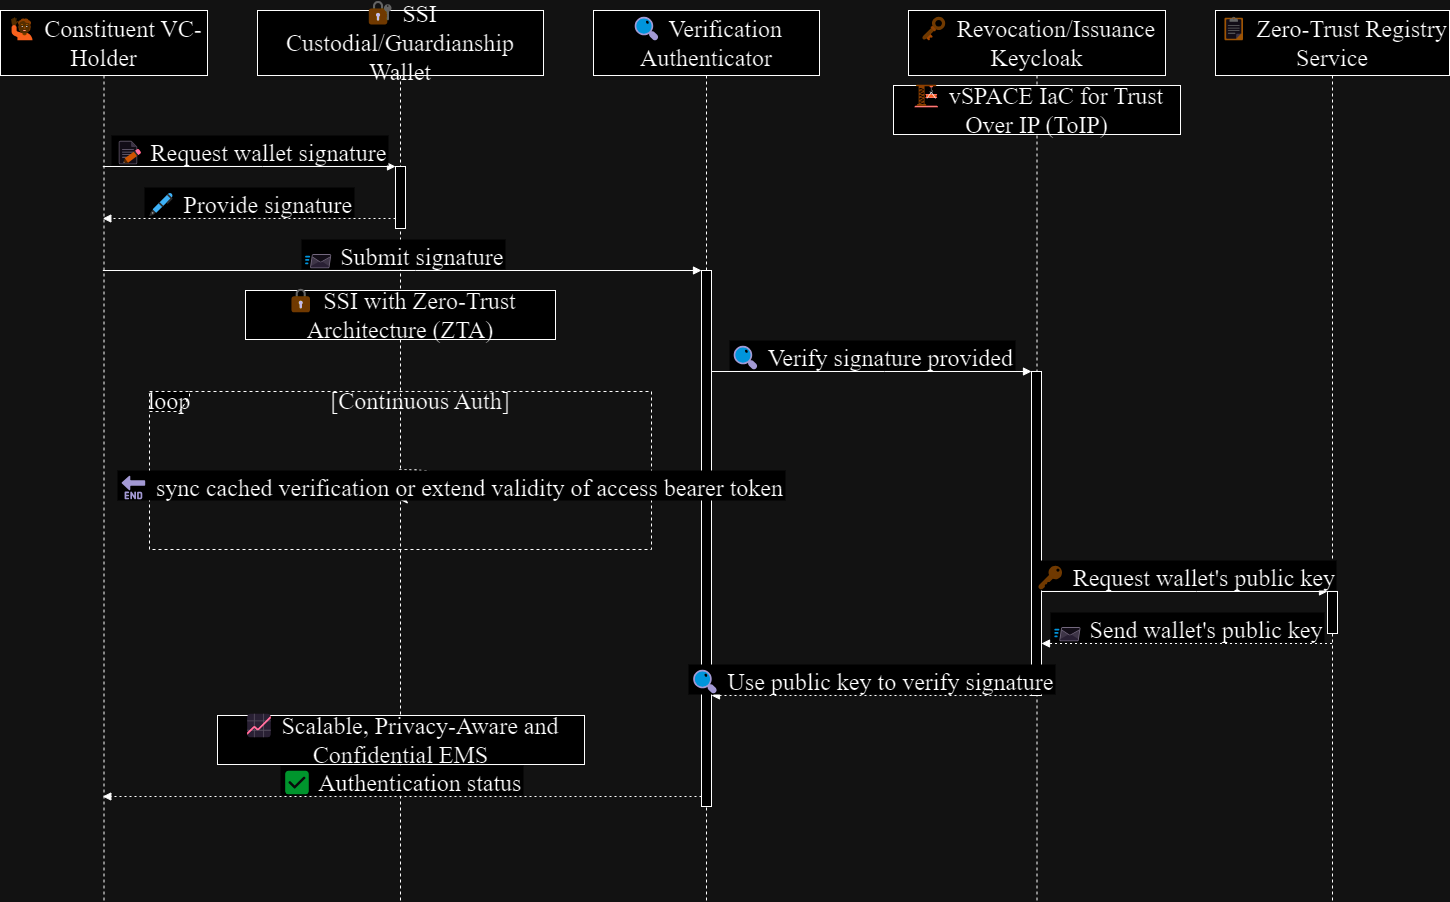 Constituent VC-
Holder
SSI
Custodial/Guardianship
Wallet
Verification
Authenticator
Revocation/Issuance
Keycloak
Zero-Trust Registry
Service
vSPACE IaC for Trust
Over IP (ToIP)
Request wallet signature
Provide signature
Submit signature
SSI with Zero-Trust
Architecture (ZTA)
Verify signature provided
loop
[Continuous Auth]
END
sync cached verification or extend validity of access bearer token
Request wallet's public key
Send wallet's public key
Use public key to verify signature
Scalable, Privacy-Aware and
Confidential EMS
Authentication status